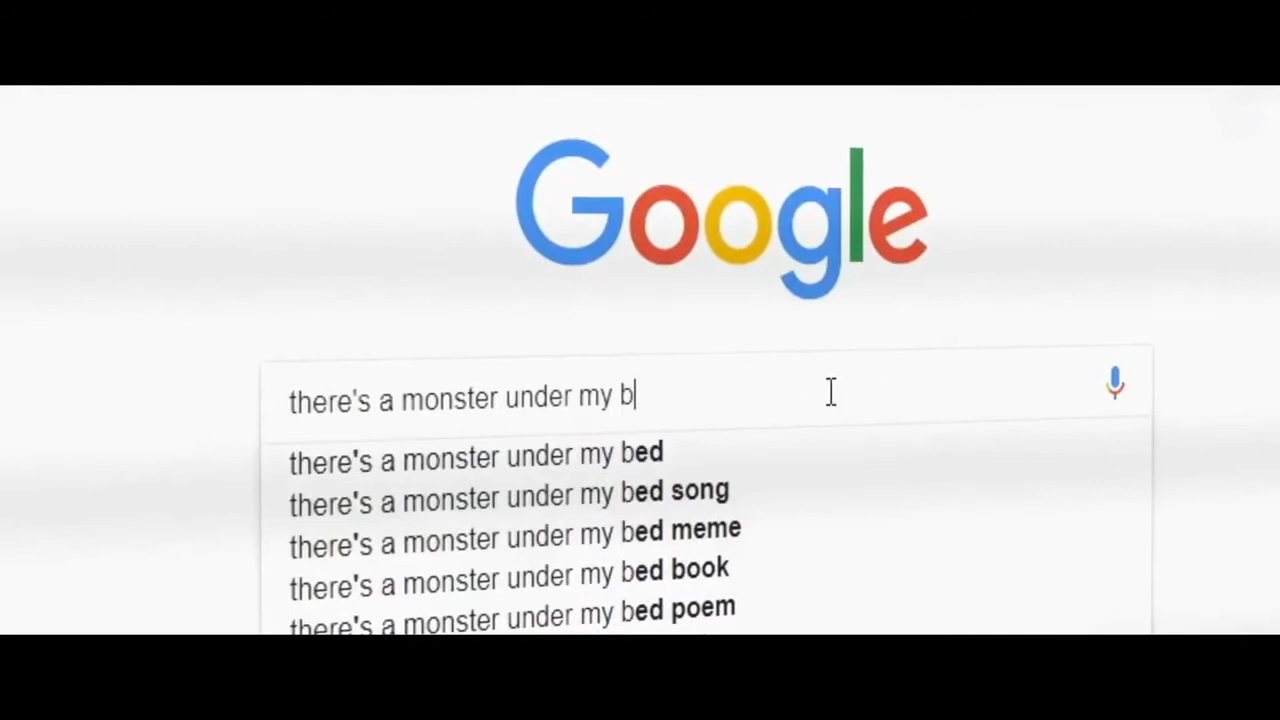 Google
there's a monster under my b
there's a monster under my bed
there's a monster under my bed song
there's a monster under my bed meme
there's a monster under my bed book
there's a monster under my bed poem